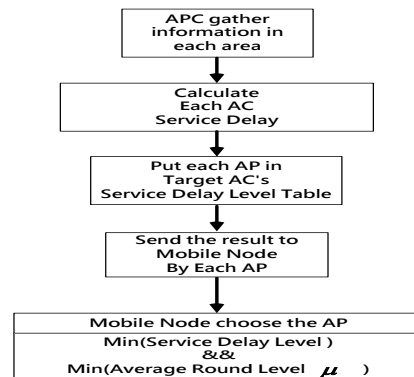 APC gather
information in
each area
Calculate
Each AC
Service Delay
Put each AP in
Target AC's
Service Delay Level Table
Send the result to
Mobile Node
By Each AP
Mobile Node choose the AP
Min(Service Delay Level )
&&
Min(Average Round Level μ )